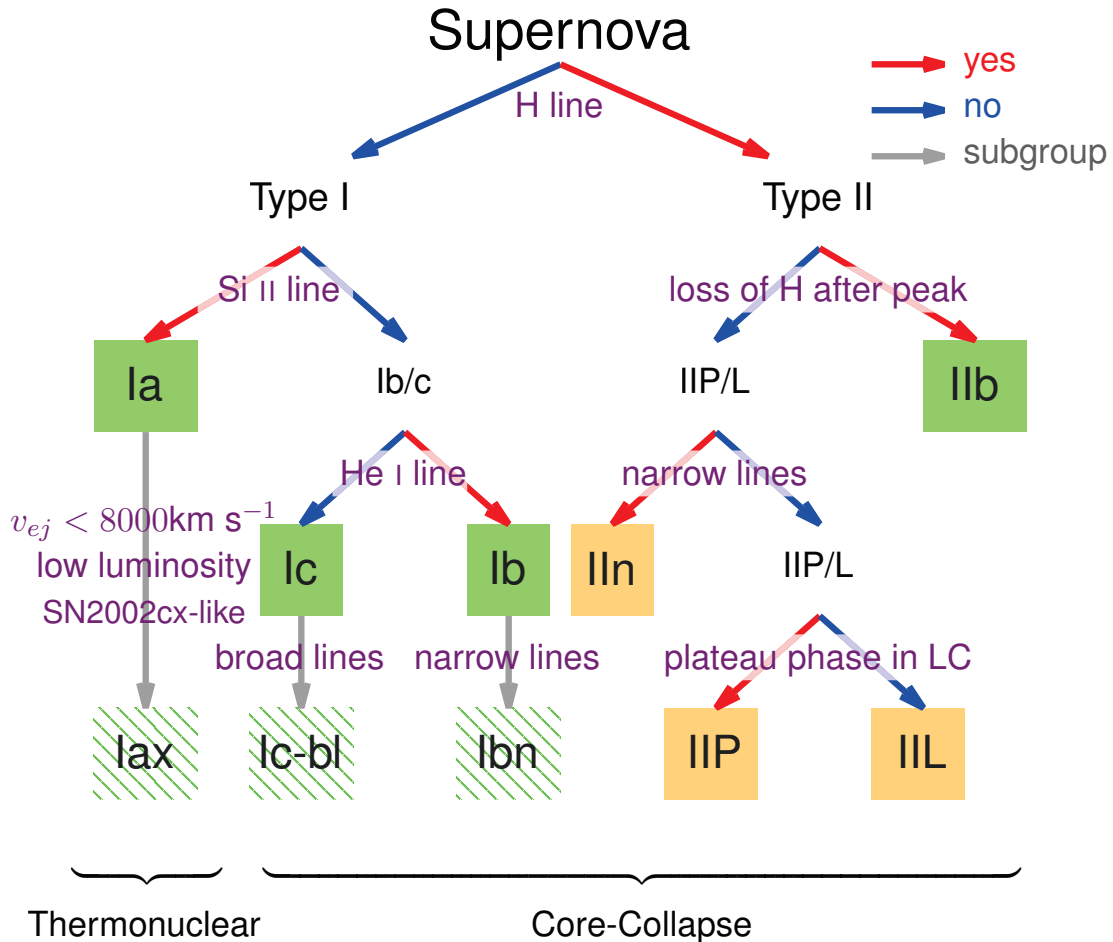 Supernova
yes
H line
no
subgroup
Type I
Type II
Si II line
loss of H after peak
Ia
Ib/c
IIP/L
IIb
He I line
narrow lines
v_{ej} < 8000km s^{-1}
low luminosity
SN2002cx-like
Ic
Ib
IIn
IIP/L
broad lines
narrow lines
plateau phase in LC
Iax
Ic-bl
Ibn
IIP
IIL
Thermonuclear
Core-Collapse